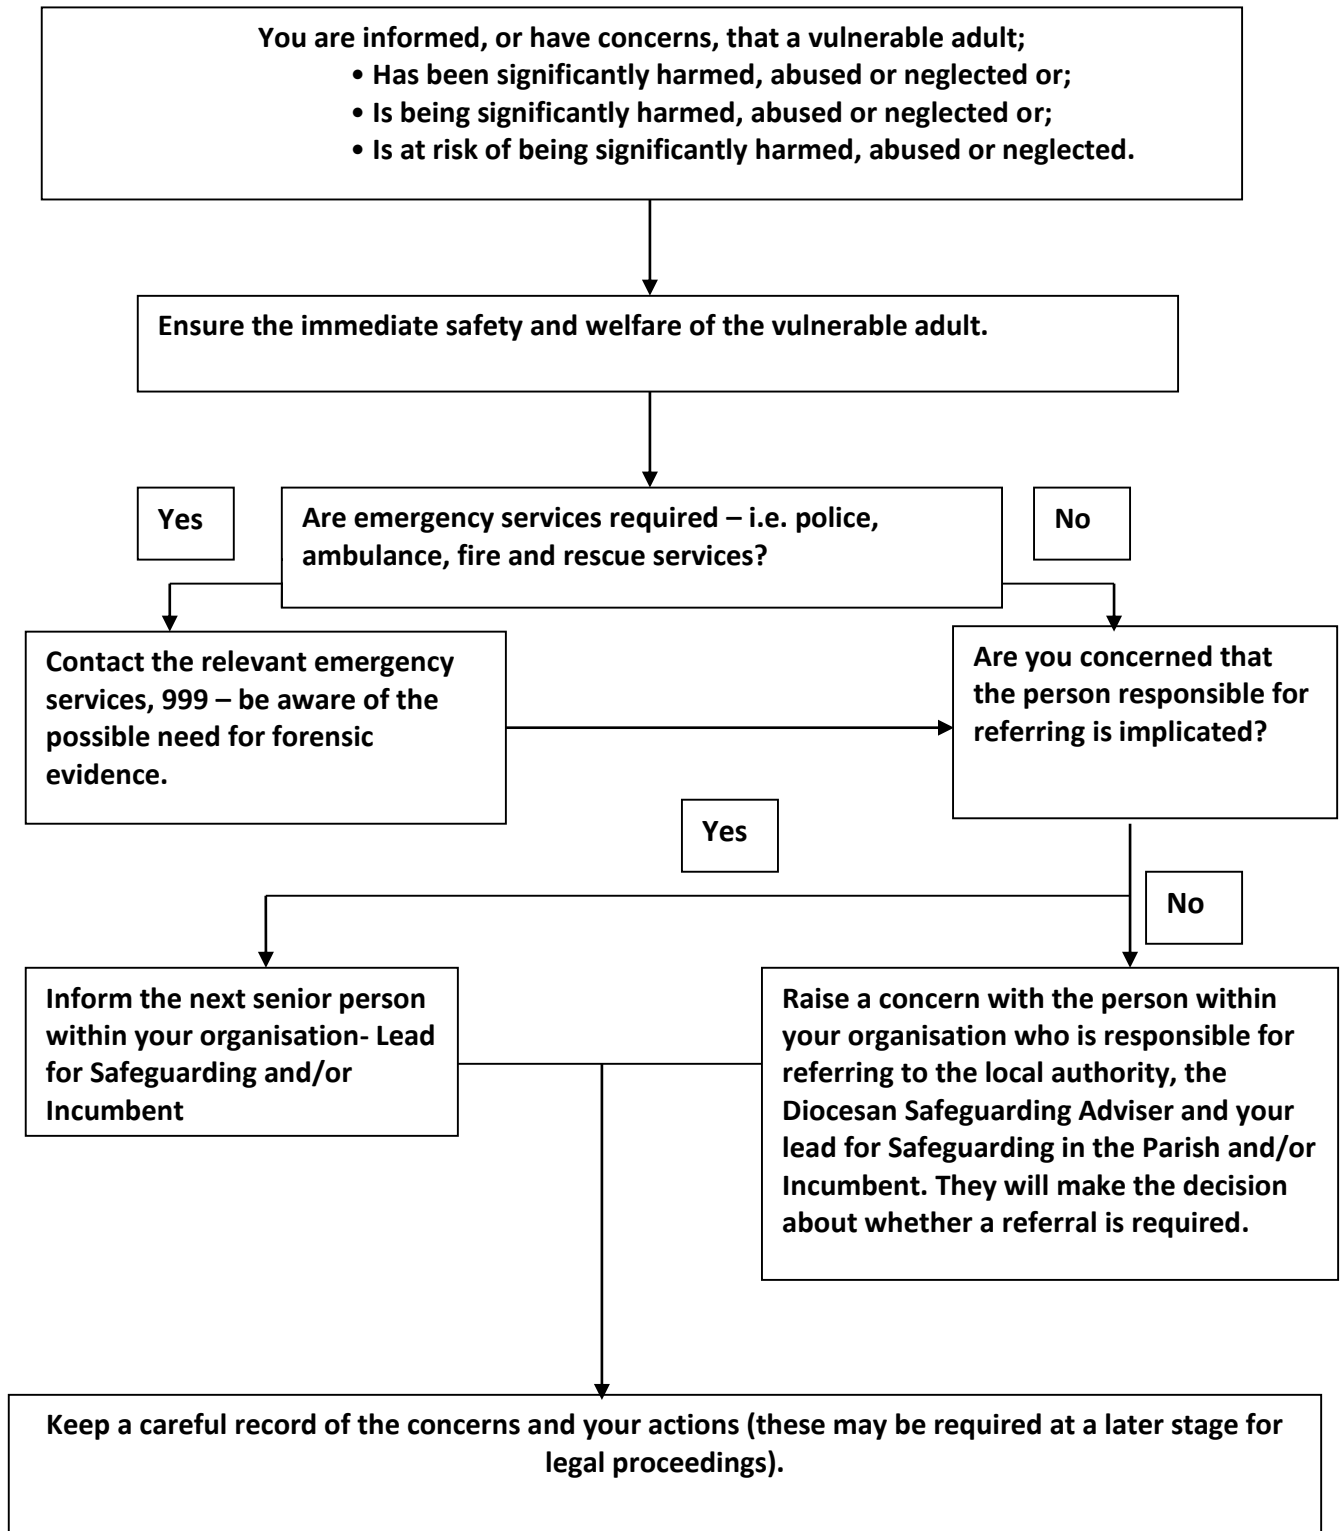 You are informed, or have concerns, that a vulnerable adult;
• Has been significantly harmed, abused or neglected or;
• Is being significantly harmed, abused or neglected or;
• Is at risk of being significantly harmed, abused or neglected.
Ensure the immediate safety and welfare of the vulnerable adult.
Yes
Are emergency services required – i.e. police,
ambulance, fire and rescue services?
No
Contact the relevant emergency
services, 999 – be aware of the
possible need for forensic
evidence.
Are you concerned that
the person responsible for
referring is implicated?
Yes
No
Inform the next senior person
within your organisation- Lead
for Safeguarding and/or
Incumbent
Raise a concern with the person within
your organisation who is responsible for
referring to the local authority, the
Diocesan Safeguarding Adviser and your
lead for Safeguarding in the Parish and/or
Incumbent. They will make the decision
about whether a referral is required.
Keep a careful record of the concerns and your actions (these may be required at a later stage for
legal proceedings).